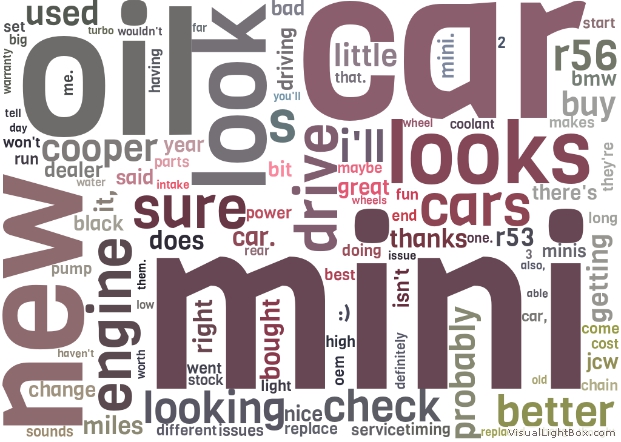 used
turbo
wouldn't
far
bad
start
set
big
oil
look
car
little
that.
mini.
2
r56
bmw
warranty
me.
having
driving
you'll
buy
tell
day
s
wheel
coolant
makes
won't
run
cooper
year
i'll
looks
they're
dealer
parts
drive
maybe
water
said
intake
bit
great
wheels
fun
there's
new
it,
sure
power
end
cars
long
black
does
car.
rear
thanks
one.
r53
minis
pump
engine
them.
mini
doing
issue
3
also,
getting
low
right
bought
best
isn't
able
:)
car,
haven't
worth
high
definitely
probably
come
cost
went
stock
light
oem
jcw
change
old
chain
sounds
miles
looking
nice
check
better
different
issues
replace
service
timing
repla
VisualLightBox.com